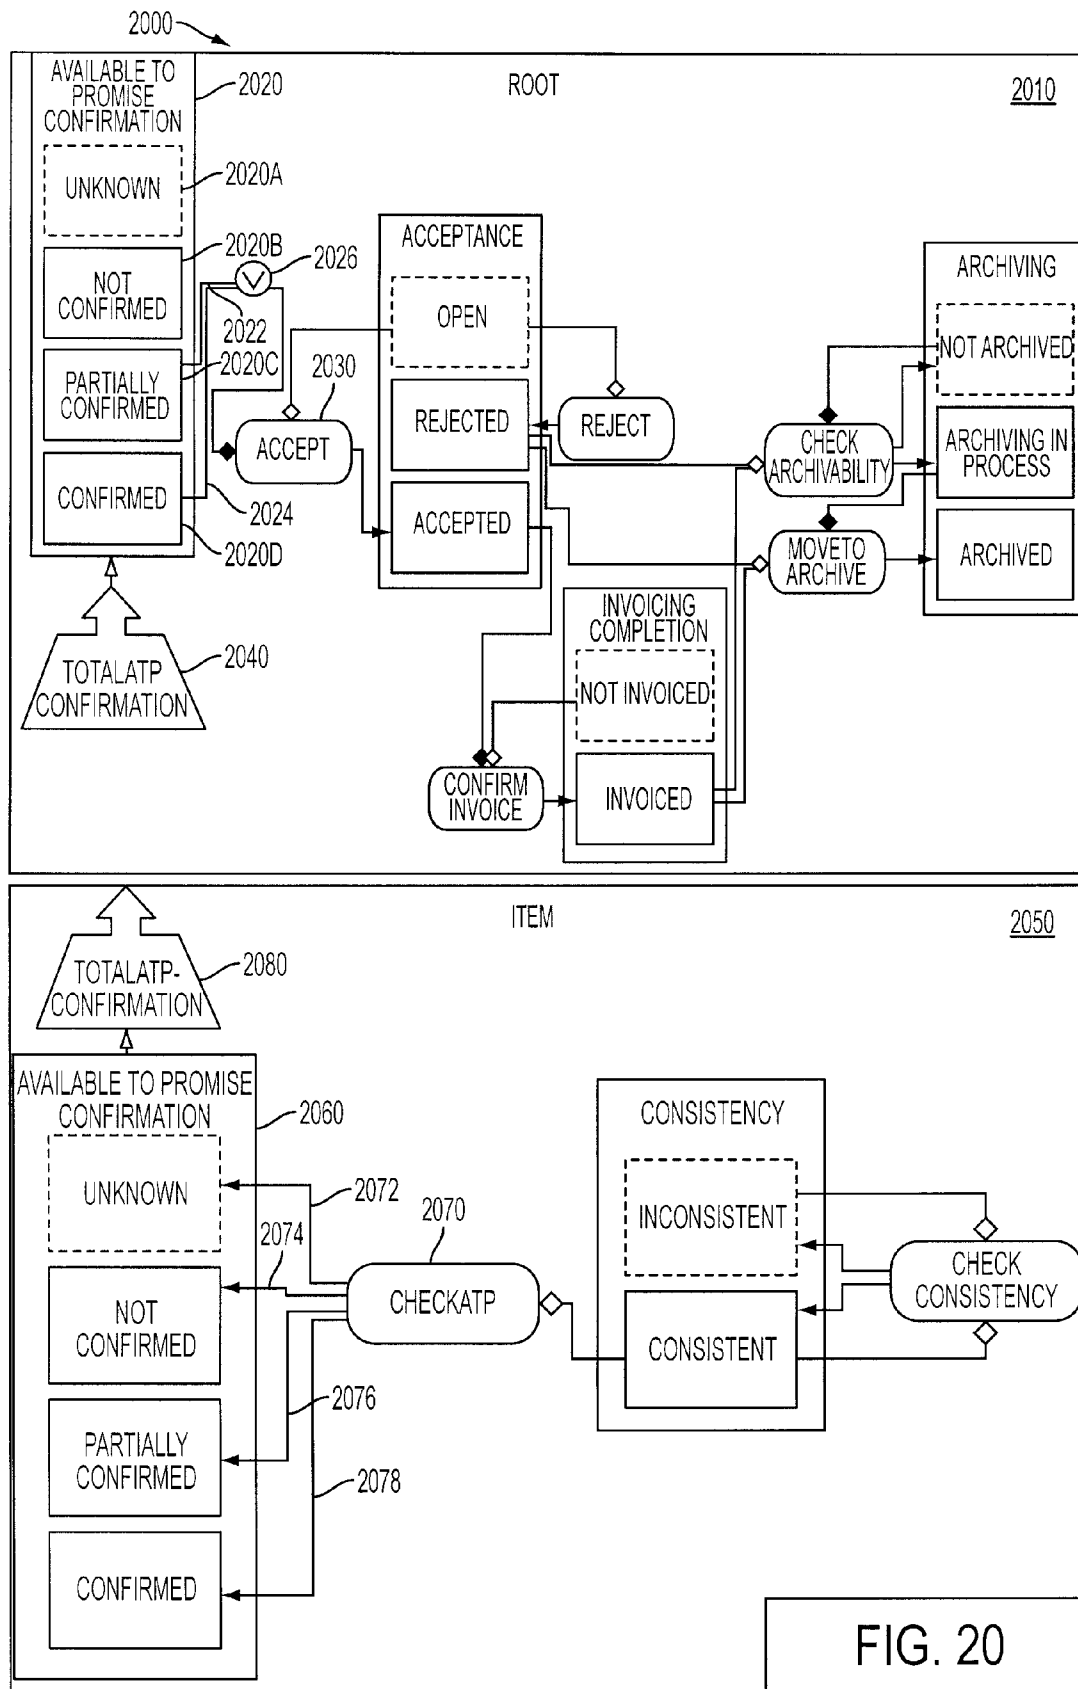 2000
AVAILABLE TO
PROMISE
CONFIRMATION
2020
ROOT
2010
UNKNOWN
2020A
2020B
NOT
CONFIRMED
2026
2022
2020C
PARTIALLY
CONFIRMED
CONFIRMED
2024
2020D
ACCEPTANCE
OPEN
2030
ACCEPT
REJECTED
REJECT
ACCEPTED
ARCHIVING
NOT ARCHIVED
CHECK
ARCHIVABILITY
ARCHIVING IN
PROCESS
MOVETO
ARCHIVE
ARCHIVED
INVOICING
COMPLETION
NOT INVOICED
CONFIRM
INVOICE
INVOICED
TOTALATP
CONFIRMATION
2040
ITEM
2050
TOTALATP-
CONFIRMATION
2080
AVAILABLE TO PROMISE
CONFIRMATION
2060
UNKNOWN
2072
2074
2070
NOT
CONFIRMED
CHECKATP
2076
PARTIALLY
CONFIRMED
2078
CONFIRMED
CONSISTENCY
INCONSISTENT
CHECK
CONSISTENCY
CONSISTENT
FIG. 20